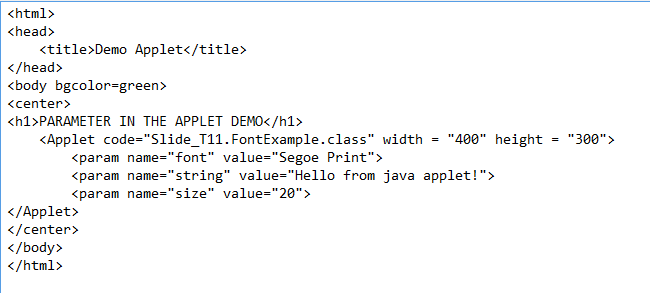 <html>
<head>
    <title>Demo Applet</title>
</head>
<body bgcolor=green>
<center>
<h1>PARAMETER IN THE APPLET DEMO</h1>
    <Applet code="Slide_T11.FontExample.class" width = "400" height = "300">
        <param name="font" value="Segoe Print">
        <param name="string" value="Hello from java applet!">
        <param name="size" value="20">
</Applet>
</center>
</body>
</html>